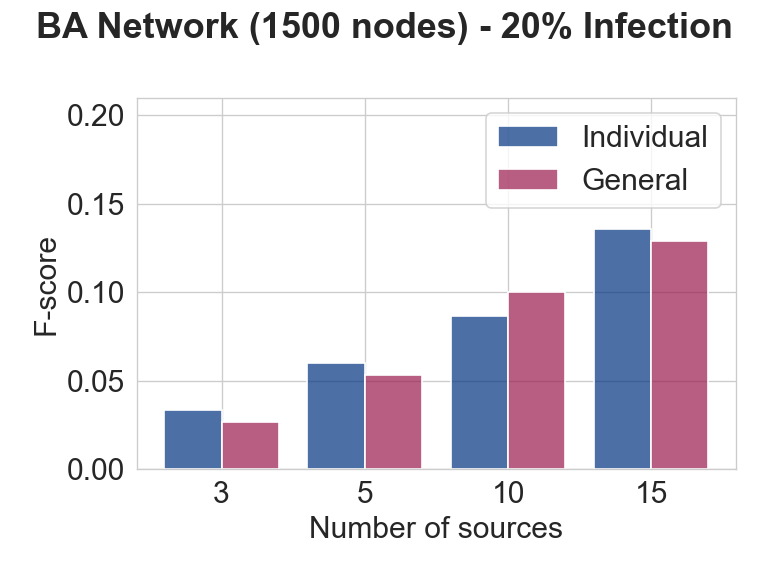 BA Network (1500 nodes) - 20% Infection
0.20
0.15
0.10
0.05
0.00
F-score
Individual
General
3 5 10 15
Number of sources